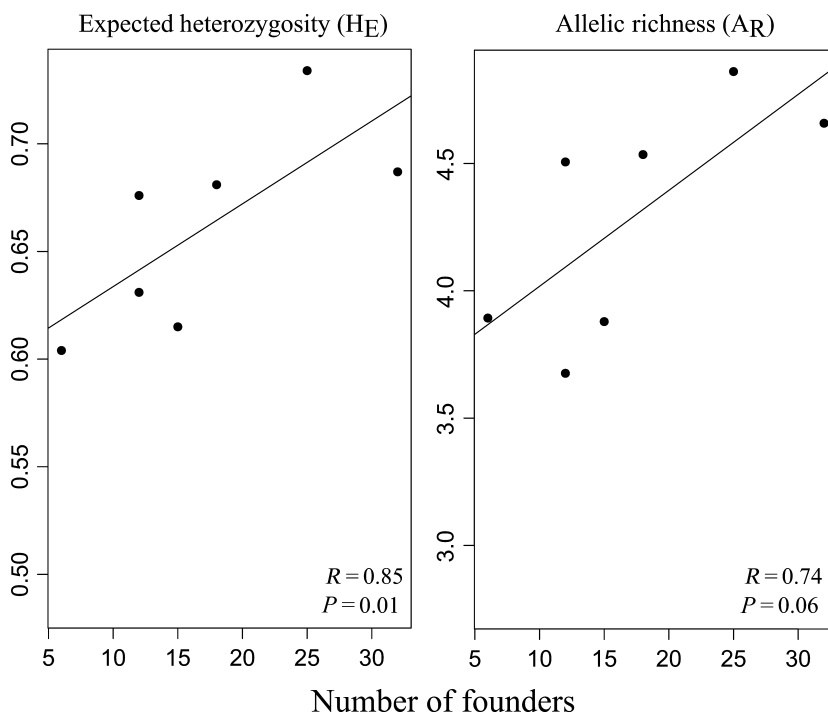 Expected heterozygosity (HE)
0.70
0.65
0.60
0.55
0.50
R = 0.85
P = 0.01
5 10 15 20 25 30
Allelic richness (AR)
4.5
4.0
3.5
3.0
R = 0.74
P = 0.06
5 10 15 20 25 30
Number of founders